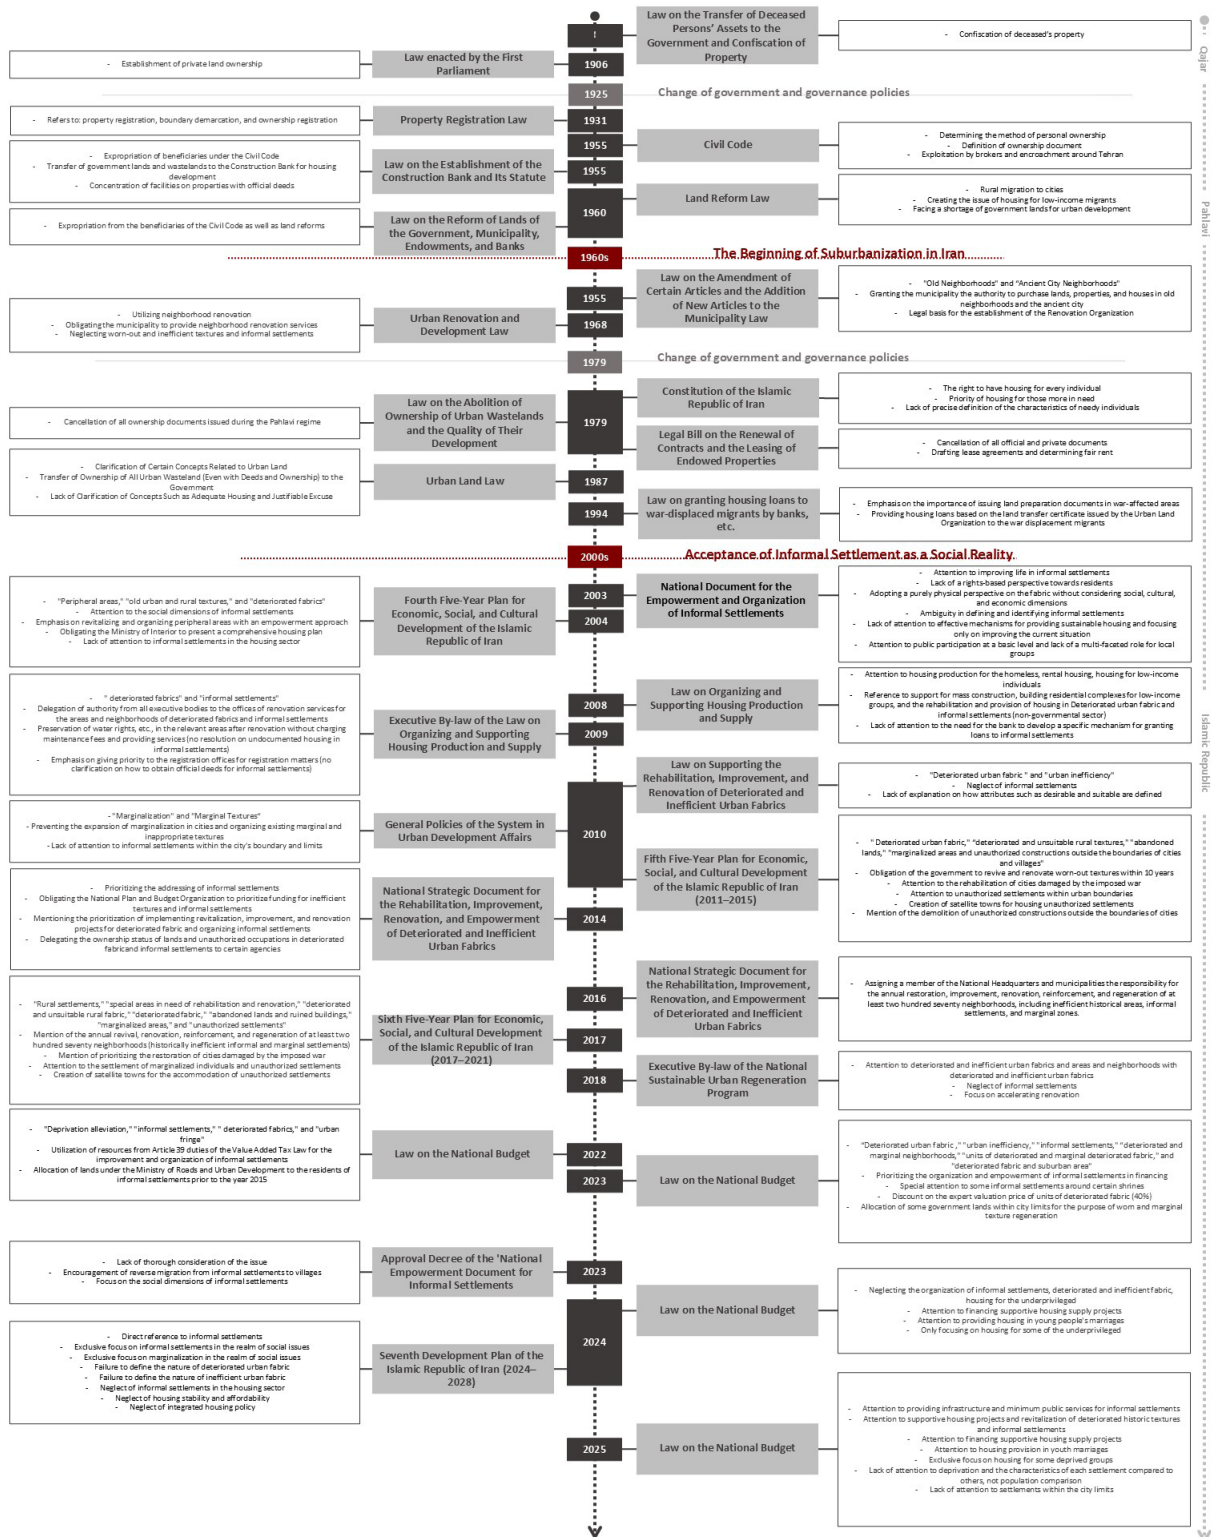 !
Law on the Transfer of Deceased
Persons' Assets to the
Government and Confiscation of
Property
- Confiscation of deceased's property
- Establishment of private land ownership
Law enacted by the First
Parliament
1906
1925
Change of government and governance policies
- Refers to: property registration, boundary demarcation, and ownership registration
Property Registration Law
1931
1955
Civil Code
- Determining the method of personal ownership
- Definition of ownership document
- Exploitation by brokers and encroachment around Tehran
- Expropriation of beneficiaries under the Civil Code
- Transfer of government lands and wastelands to the Construction Bank for housing
development
- Concentration of facilities on properties with official deeds
Law on the Establishment of the
Construction Bank and Its Statute
1955
1960
Land Reform Law
- Rural migration to cities
- Creating the issue of housing for low-income migrants
- Facing a shortage of government lands for urban development
- Expropriation from the beneficiaries of the Civil Code as well as land reforms
Law on the Reform of Lands of
the Government, Municipality,
Endowments, and Banks
1960s
The Beginning of Suburbanization in Iran
1955
Law on the Amendment of
Certain Articles and the Addition
of New Articles to the
Municipality Law
- "Old Neighborhoods" and "Ancient City Neighborhoods"
- Granting the municipality the authority to purchase lands, properties, and houses in old
neighborhoods and the ancient city
- Legal basis for the establishment of the Renovation Organization
- Utilizing neighborhood renovation
- Obligating the municipality to provide neighborhood renovation services
- Neglecting worn-out and inefficient textures and informal settlements
Urban Renovation and
Development Law
1968
1979
Change of government and governance policies
Constitution of the Islamic
Republic of Iran
- The right to have housing for every individual
- Priority of housing for those more in need
- Lack of precise definition of the characteristics of needy individuals
- Cancellation of all ownership documents issued during the Pahlavi regime
Law on the Abolition of
Ownership of Urban Wastelands
and the Quality of Their
Development
1979
Legal Bill on the Renewal of
Contracts and the Leasing of
Endowed Properties
- Cancellation of all official and private documents
- Drafting lease agreements and determining fair rent
- Clarification of Certain Concepts Related to Urban Land
- Transfer of Ownership of All Urban Wasteland (Even with Deeds and Ownership) to the
Government
- Lack of Clarification of Concepts Such as Adequate Housing and Justifiable Excuse
Urban Land Law
1987
1994
Law on granting housing loans to
war-displaced migrants by banks,
etc.
- Emphasis on the importance of issuing land preparation documents in war-affected areas
- Providing housing loans based on the land transfer certificate issued by the Urban Land
Organization to the war displacement migrants
2000s
Acceptance of Informal Settlement as a Social Reality
2003
National Document for the
Empowerment and Organization
of Informal Settlements
- Attention to improving life in informal settlements
- Lack of a rights-based perspective towards residents
- Adopting a purely physical perspective on the fabric without considering social, cultural,
and economic dimensions
- Ambiguity in defining and identifying informal settlements
- Lack of attention to effective mechanisms for providing sustainable housing and focusing
only on improving the current situation
- Attention to public participation at a basic level and lack of a multi-faceted role for local
groups
- "Peripheral areas," "old urban and rural textures," and "deteriorated fabrics"
- Attention to the social dimensions of informal settlements
- Emphasis on revitalizing and organizing peripheral areas with an empowerment approach
- Obligating the Ministry of Interior to present a comprehensive housing plan
- Lack of attention to informal settlements in the housing sector
Fourth Five-Year Plan for
Economic, Social, and Cultural
Development of the Islamic
Republic of Iran
2004
2008
Law on Organizing and
Supporting Housing Production
and Supply
- Attention to housing production for the homeless, rental housing, housing for low-income
individuals
- Reference to support for mass construction, building residential complexes for low-income
groups, and the rehabilitation and provision of housing in Deteriorated urban fabric and
informal settlements (non-governmental sector)
- Lack of attention to the need for the bank to develop a specific mechanism for granting
loans to informal settlements
- " deteriorated fabrics" and "informal settlements"
- Delegation of authority from all executive bodies to the offices of renovation services for
the areas and neighborhoods of deteriorated fabrics and informal settlements
- Preservation of water rights, etc., in the relevant areas after renovation without charging
maintenance fees and providing services (no resolution on undocumented housing in
informal settlements)
- Emphasis on giving priority to the registration offices for registration matters (no
clarification on how to obtain official deeds for informal settlements)
Executive By-law of the Law on
Organizing and Supporting
Housing Production and Supply
2009
Law on Supporting the
Rehabilitation, Improvement, and
Renovation of Deteriorated and
Inefficient Urban Fabrics
- "Deteriorated urban fabric " and "urban inefficiency"
- Neglect of informal settlements
- Lack of explanation on how attributes such as desirable and suitable are defined
- "Marginalization" and "Marginal Textures"
- Preventing the expansion of marginalization in cities and organizing existing marginal and
inappropriate textures
- Lack of attention to informal settlements within the city's boundary and limits
General Policies of the System in
Urban Development Affairs
2010
Fifth Five-Year Plan for Economic,
Social, and Cultural Development
of the Islamic Republic of Iran
(2011–2015)
- "Deteriorated urban fabric," "deteriorated and unsuitable rural textures," "abandoned
lands," "marginalized areas and unauthorized constructions outside the boundaries of cities
and villages"
- Obligation of the government to revive and renovate worn-out textures within 10 years
- Attention to the rehabilitation of cities damaged by the imposed war
- Attention to unauthorized settlements within urban boundaries
- Creation of satellite towns for housing unauthorized settlements
- Mention of the demolition of unauthorized constructions outside the boundaries of cities
- Prioritizing the addressing of informal settlements
- Obligating the National Plan and Budget Organization to prioritize funding for inefficient
textures and informal settlements
- Mentioning the prioritization of implementing revitalization, improvement, and renovation
projects for deteriorated fabric and organizing informal settlements
- Delegating the ownership status of lands and unauthorized occupations in deteriorated
fabricand informal settlements to certain agencies
National Strategic Document for
the Rehabilitation, Improvement,
Renovation, and Empowerment
of Deteriorated and Inefficient
Urban Fabrics
2014
2016
National Strategic Document for
the Rehabilitation, Improvement,
Renovation, and Empowerment
of Deteriorated and Inefficient
Urban Fabrics
- Assigning a member of the National Headquarters and municipalities the responsibility for
the annual restoration, improvement, renovation, reinforcement, and regeneration of at
least two hundred seventy neighborhoods, including inefficient historical areas, informal
settlements, and marginal zones.
- "Rural settlements," "special areas in need of rehabilitation and renovation," "deteriorated
and unsuitable rural fabric," "deteriorated fabric," "abandoned lands and ruined buildings,"
"marginalized areas," and "unauthorized settlements"
- Mention of the annual revival, renovation, reinforcement, and regeneration of at least two
hundred seventy neighborhoods (historically inefficient informal and marginal settlements)
- Mention of prioritizing the restoration of cities damaged by the imposed war
- Attention to the settlement of marginalized individuals and unauthorized settlements
- Creation of satellite towns for the accommodation of unauthorized settlements
Sixth Five-Year Plan for Economic,
Social, and Cultural Development
of the Islamic Republic of Iran
(2017–2021)
2017
2018
Executive By-law of the National
Sustainable Urban Regeneration
Program
- Attention to deteriorated and inefficient urban fabrics and areas and neighborhoods with
deteriorated and inefficient urban fabrics
- Neglect of informal settlements
- Focus on accelerating renovation
- "Deprivation alleviation," "informal settlements," " deteriorated fabrics," and "urban
fringe"
- Utilization of resources from Article 39 duties of the Value Added Tax Law for the
improvement and organization of informal settlements
- Allocation of lands under the Ministry of Roads and Urban Development to the residents of
informal settlements prior to the year 2015
Law on the National Budget
2022
2023
Law on the National Budget
- "Deteriorated urban fabric ," "urban inefficiency," "informal settlements," "deteriorated and
marginal neighborhoods," "units of deteriorated and marginal deteriorated fabric," and
"deteriorated fabric and suburban area"
- Prioritizing the organization and empowerment of informal settlements in financing
- Special attention to some informal settlements around certain shrines
- Discount on the expert valuation price of units of deteriorated fabric (40%)
- Allocation of some government lands within city limits for the purpose of worn and marginal
texture regeneration
- Lack of thorough consideration of the issue
- Encouragement of reverse migration from informal settlements to villages
- Focus on the social dimensions of informal settlements
Approval Decree of the 'National
Empowerment Document for
Informal Settlements
2023
2024
Law on the National Budget
- Neglecting the organization of informal settlements, deteriorated and inefficient fabric,
housing for the underprivileged
- Attention to financing supportive housing supply projects
- Attention to providing housing in young people's marriages
- Only focusing on housing for some of the underprivileged
- Direct reference to informal settlements
- Exclusive focus on informal settlements in the realm of social issues
- Exclusive focus on marginalization in the realm of social issues
- Failure to define the nature of deteriorated urban fabric
- Failure to define the nature of inefficient urban fabric
- Neglect of informal settlements in the housing sector
- Neglect of housing stability and affordability
- Neglect of integrated housing policy
Seventh Development Plan of the
Islamic Republic of Iran (2024–
2028)
2025
Law on the National Budget
- Attention to providing infrastructure and minimum public services for informal settlements
- Attention to supportive housing projects and revitalization of deteriorated historic textures
and informal settlements
- Attention to financing supportive housing supply projects
- Attention to housing provision in youth marriages
- Exclusive focus on housing for some deprived groups
- Lack of attention to deprivation and the characteristics of each settlement compared to
others, not population comparison
- Lack of attention to settlements within the city limits
Qajar
Pahlavi
Islamic Republic